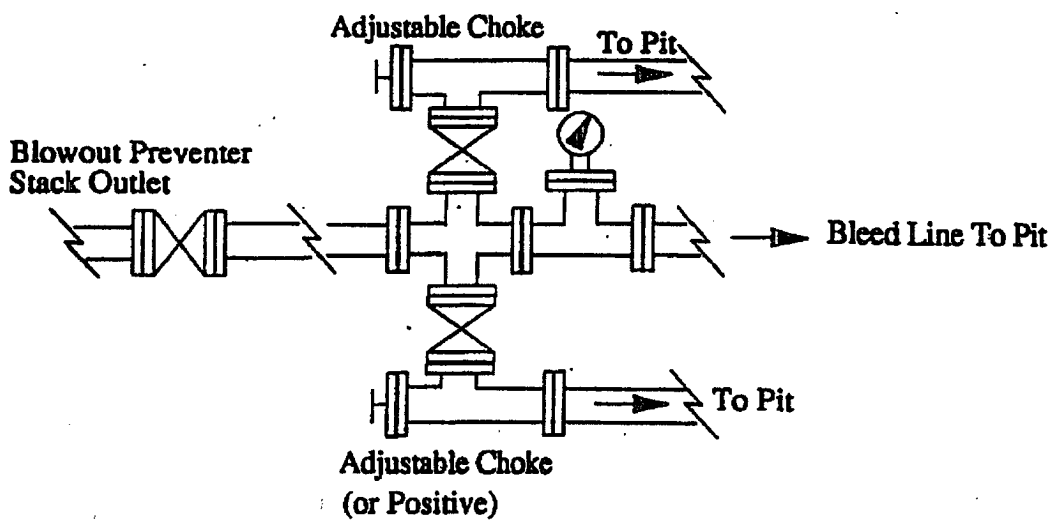 Adjustable Choke
To Pit
Blowout Preventer
Stack Outlet
Bleed Line To Pit
To Pit
Adjustable Choke
(or Positive)